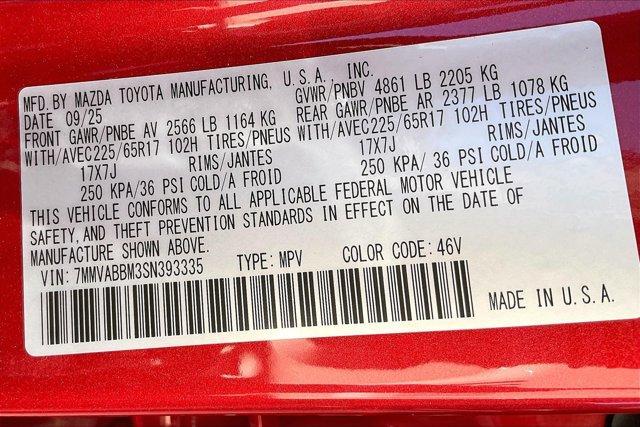 MFD. BY MAZDA TOYOTA MANUFACTURING, U.S.A., INC.
DATE 09/25 GVWR/PNBV 4861 LB 2205 KG
FRONT GAWR/PNBE AV 2566 LB 1164 KG REAR GAWR/PNBE AR 2377 LB 1078 KG
WITH/AVEC225/65R17 102H TIRES/PNEUS WITH/AVEC225/65R17 102H TIRES/PNEUS
17X7J RIMS/JANTES 17X7J RIMS/JANTES
250 KPA/36 PSI COLD/A FROID 250 KPA/36 PSI COLD/A FROID
THIS VEHICLE CONFORMS TO ALL APPLICABLE FEDERAL MOTOR VEHICLE
SAFETY, AND THEFT PREVENTION STANDARDS IN EFFECT ON THE DATE OF
MANUFACTURE SHOWN ABOVE.
VIN: 7MMVABBM3SN393335 TYPE: MPV COLOR CODE: 46V
MADE IN U.S.A.